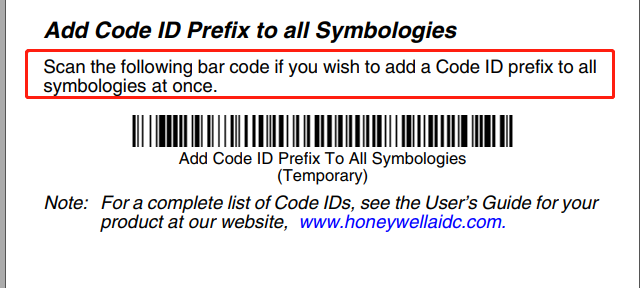 Add Code ID Prefix to all Symbologies
Scan the following bar code if you wish to add a Code ID prefix to all
symbologies at once.
Add Code ID Prefix To All Symbologies
(Temporary)
Note: For a complete list of Code IDs, see the User's Guide for your
product at our website, www.honeywellaidc.com.